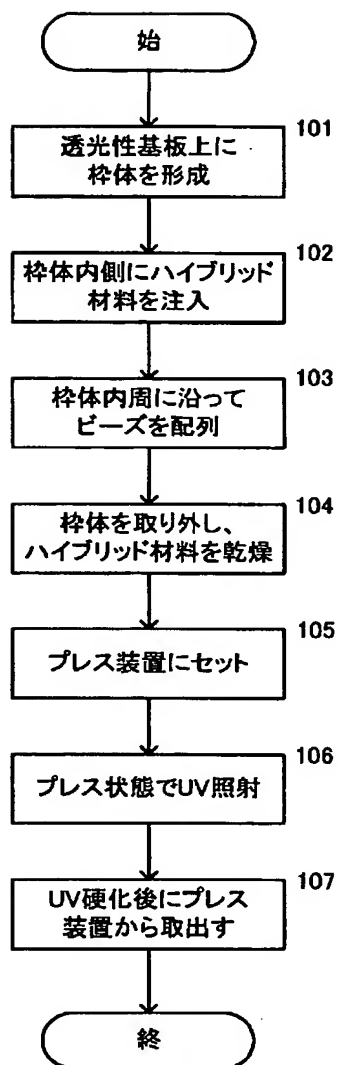 始
101
透光性基板上に
枠体を形成
102
枠体内側にハイブリッド
材料を注入
103
枠体内周に沿って
ビーズを配列
104
枠体を取り外し、
ハイブリッド材料を乾燥
105
プレス装置にセット
106
プレス状態でUV照射
107
UV硬化後にプレス
装置から取出す
終